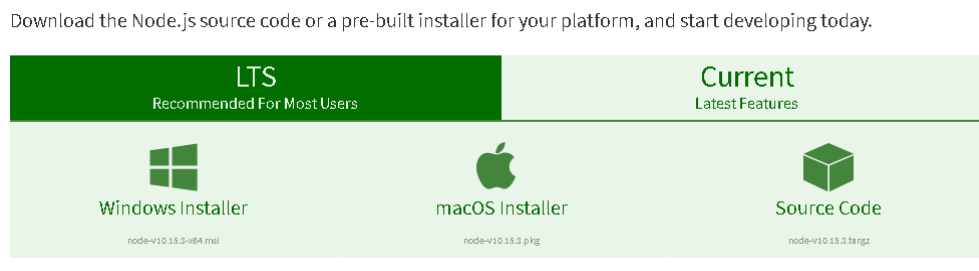 Download the Node.js source code or a pre-built installer for your platform, and start developing today.
LTS
Recommended For Most Users
Current
Latest Features
Windows Installer
node-v10.15.3-x64.msi
macOS Installer
node-v10.15.3.pkg
Source Code
node-v10.15.3.tar.gz